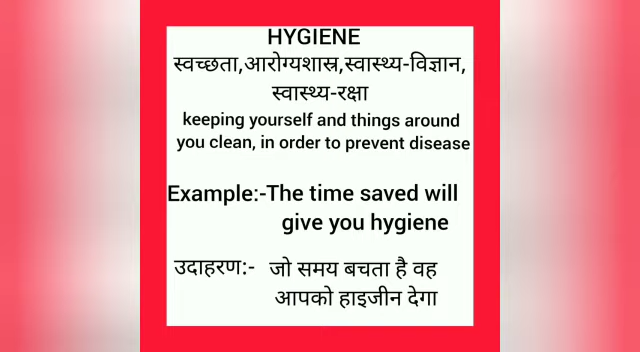 HYGIENE
स्वच्छता,आरोग्यशास्त्र,स्वास्थ्य-विज्ञान,
स्वास्थ्य-रक्षा
keeping yourself and things around
you clean, in order to prevent disease
Example:-The time saved will
give you hygiene
उदाहरण:- जो समय बचता है वह
आपको हाइजीन देगा